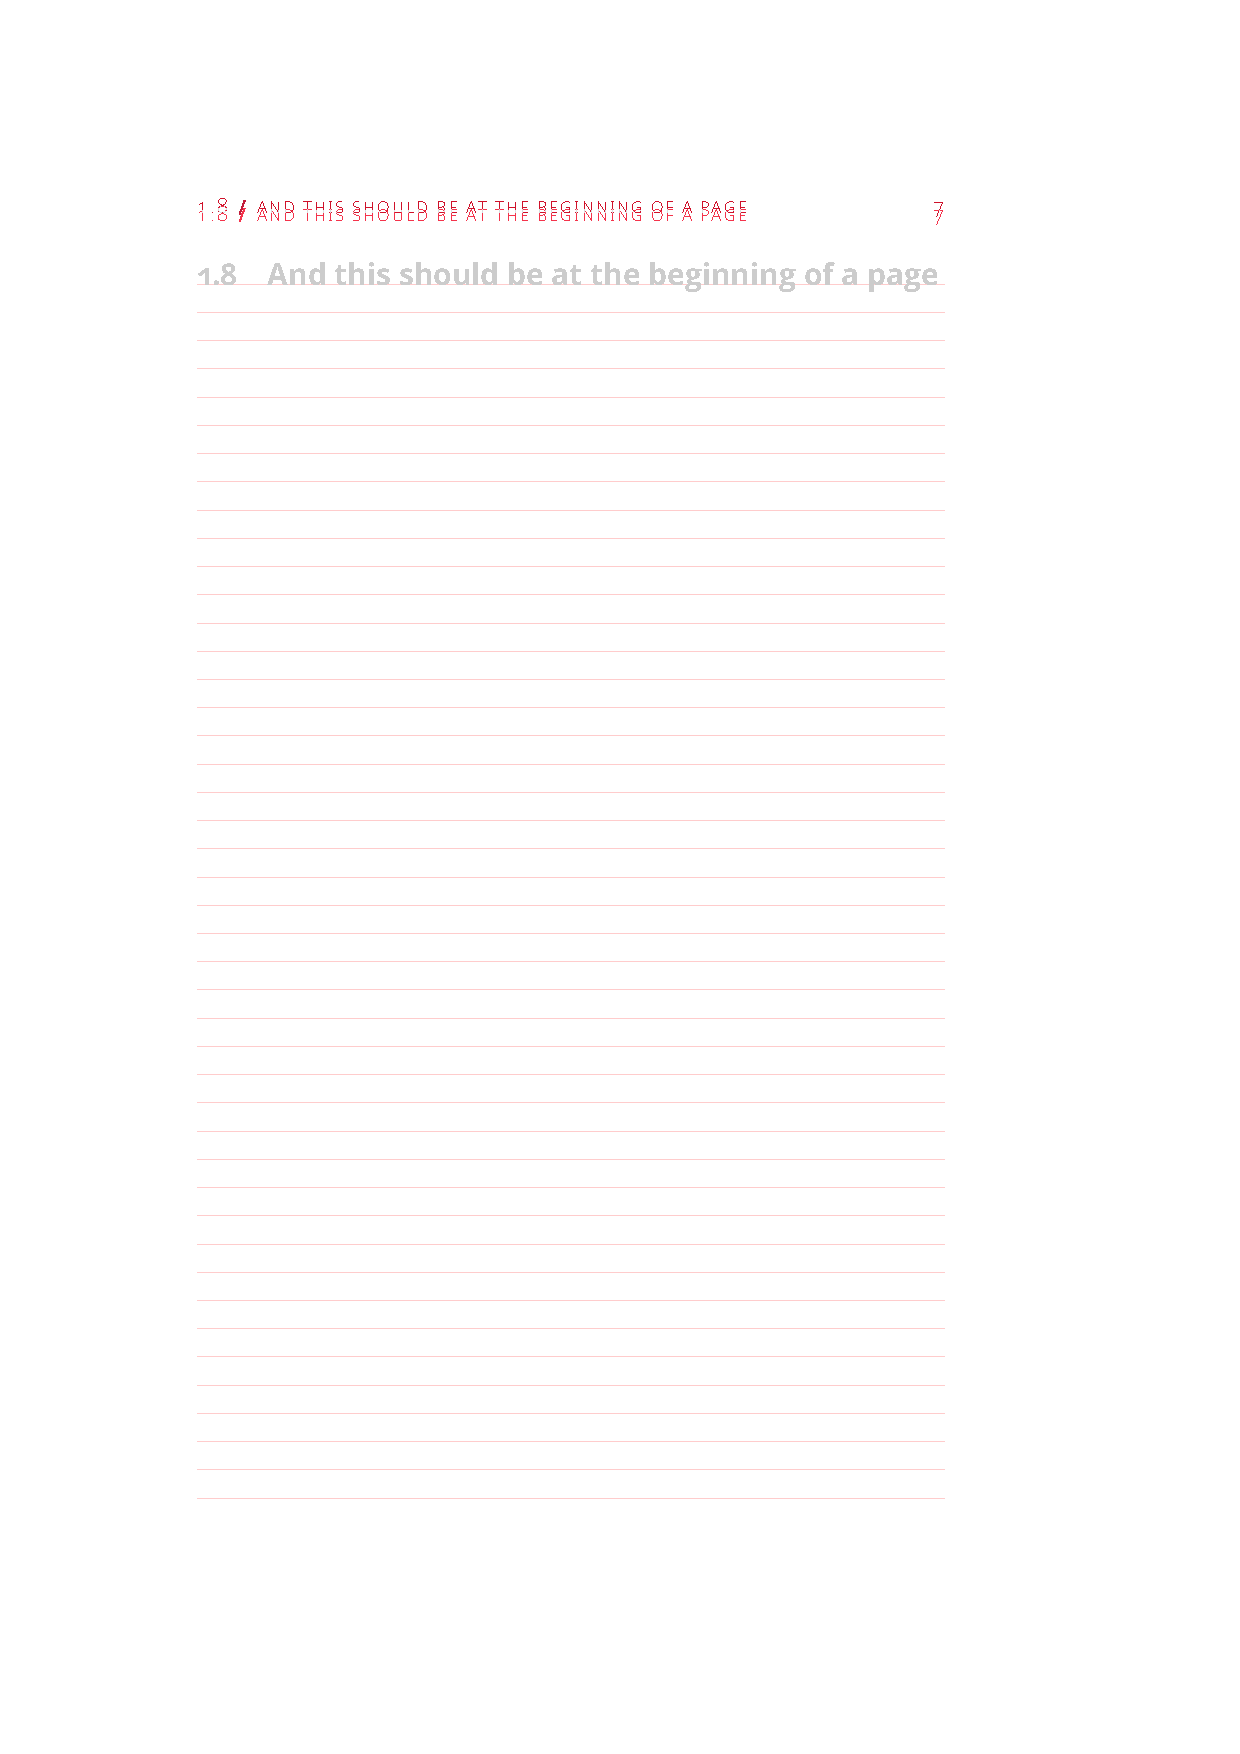 1.8 / AND THIS SHOULD BE AT THE BEGINNING OF A PAGE 7
1.8 And this should be at the beginning of a page